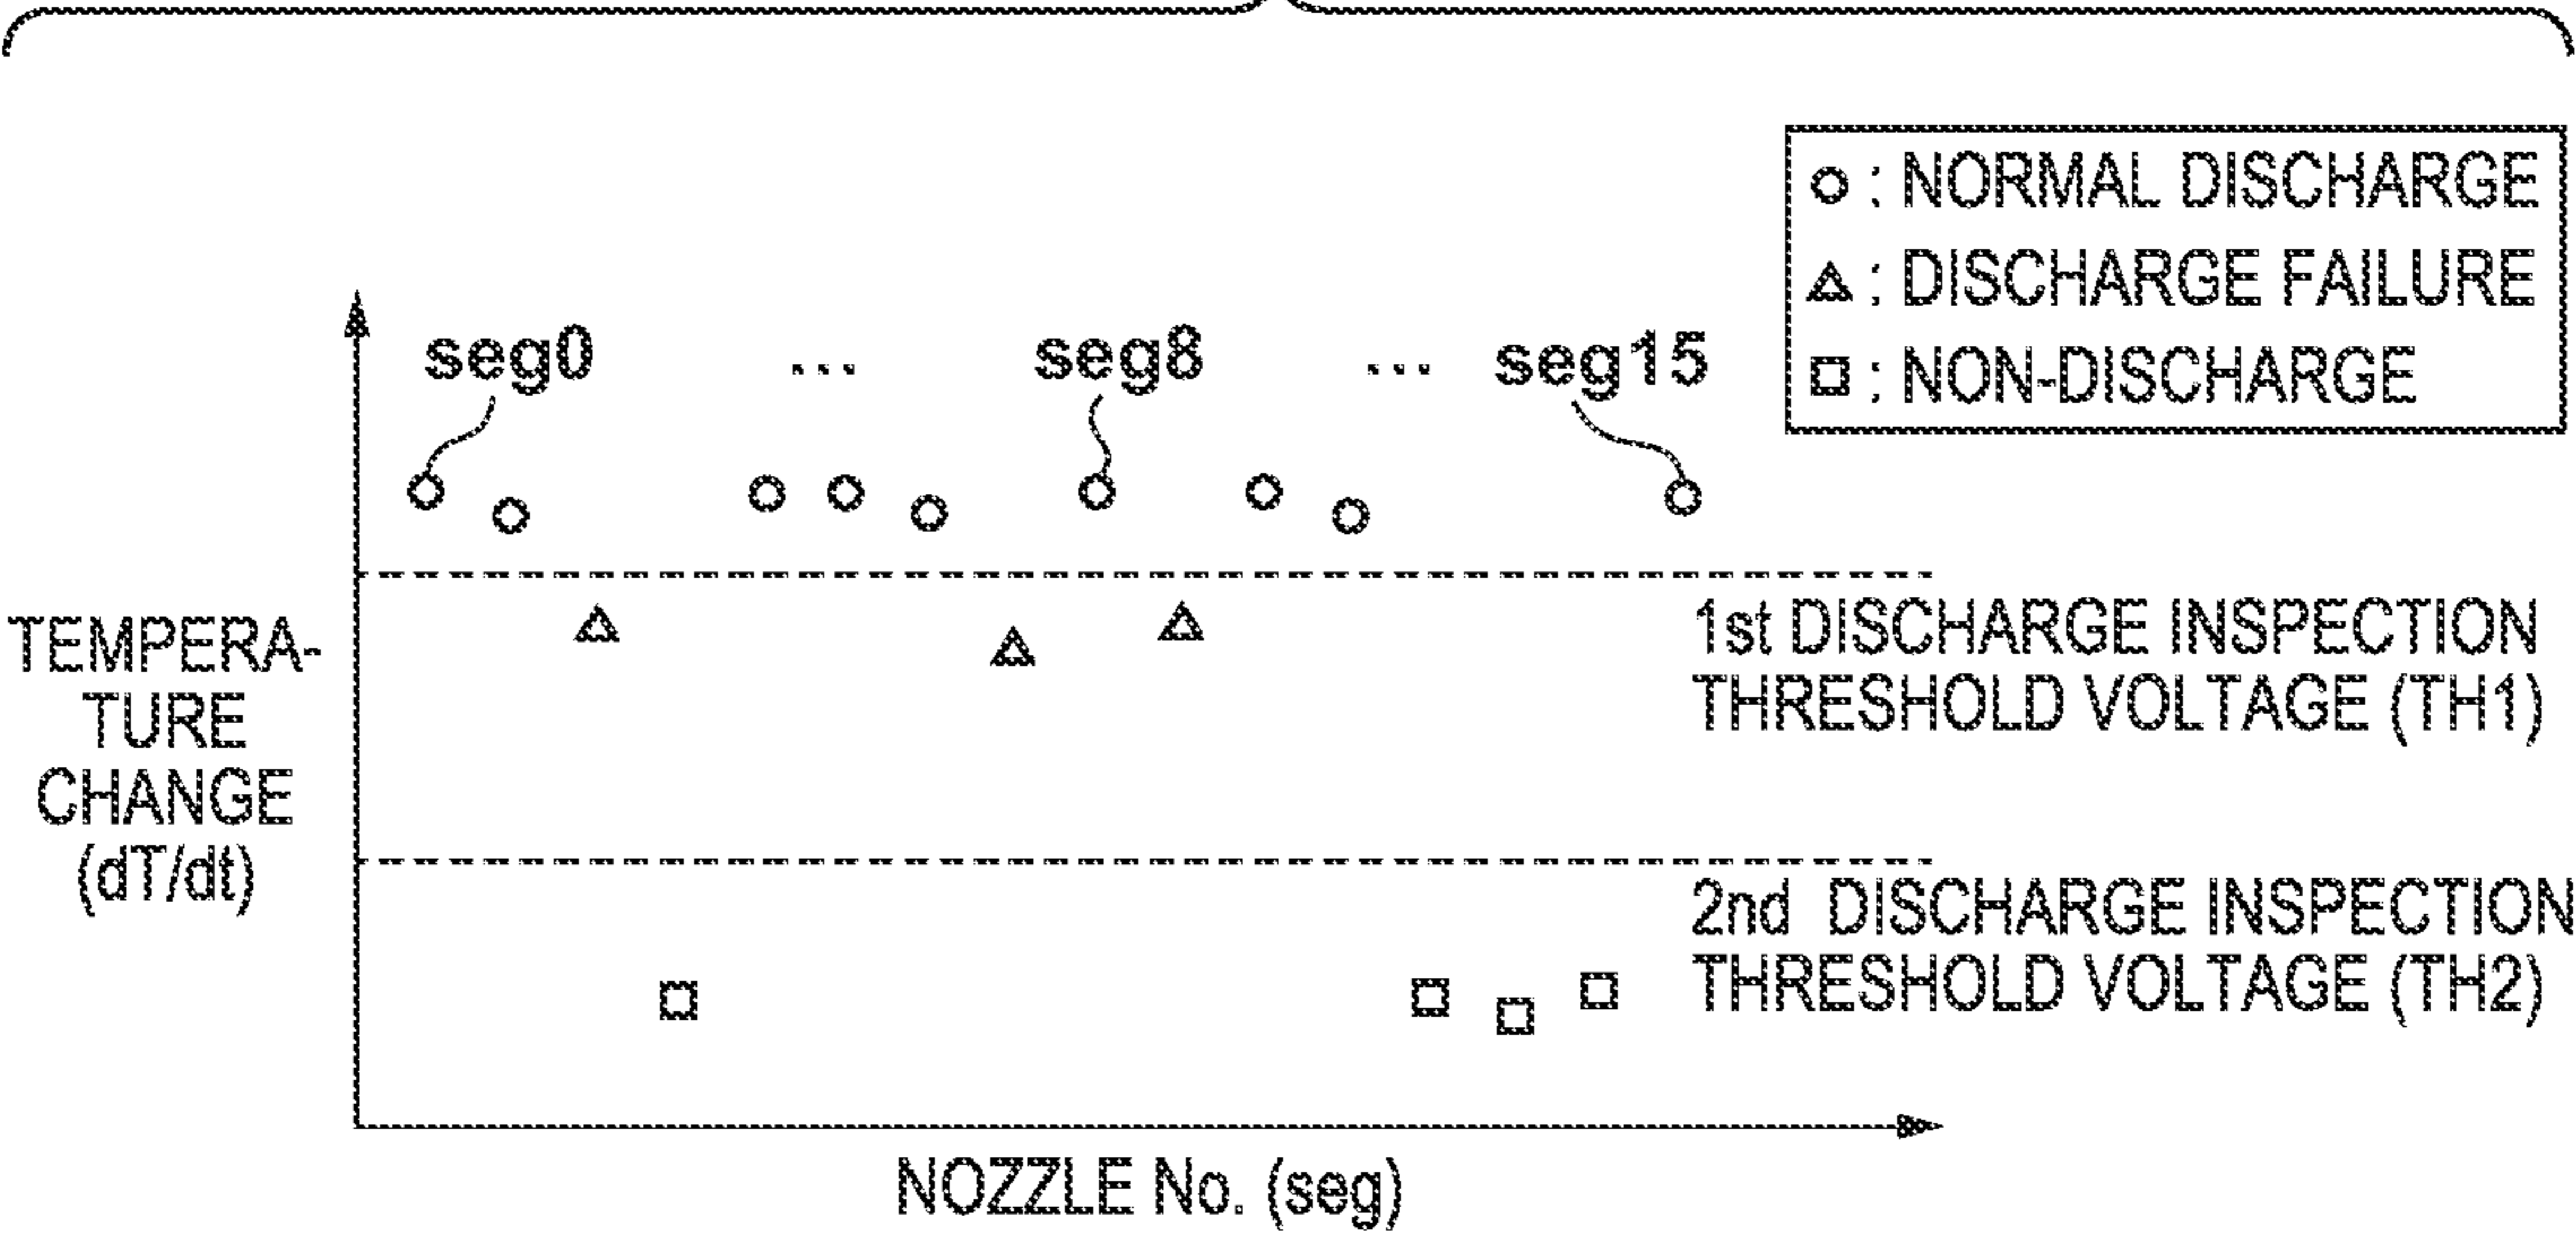 : NORMAL DISCHARGE
: DISCHARGE FAILURE
: NON-DISCHARGE
seg0 ... seg8 ... seg15
TEMPERA-
TURE
CHANGE
(dT/dt)
1st DISCHARGE INSPECTION
THRESHOLD VOLTAGE (TH1)
2nd DISCHARGE INSPECTION
THRESHOLD VOLTAGE (TH2)
NOZZLE No. (seg)